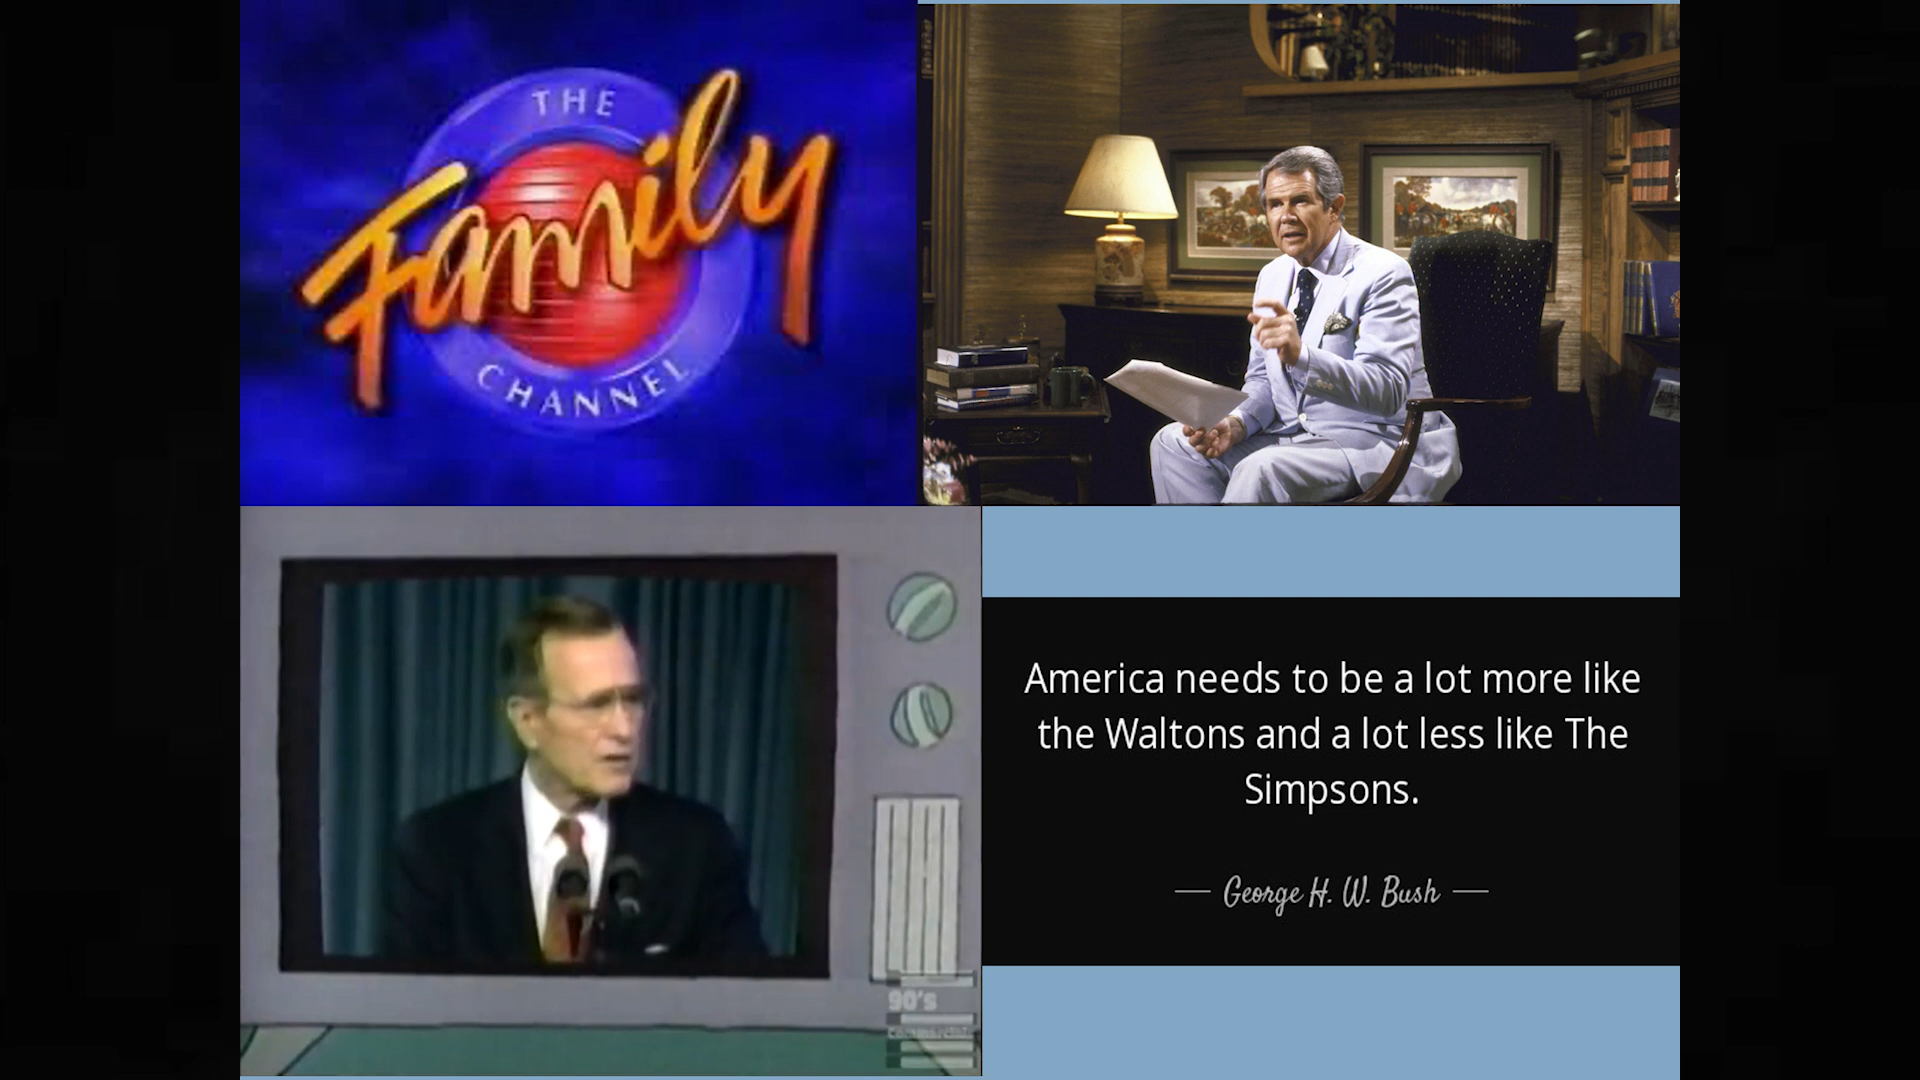 THE
Family
CHANNEL
America needs to be a lot more like
the Waltons and a lot less like The
Simpsons.
George H. W. Bush
90's